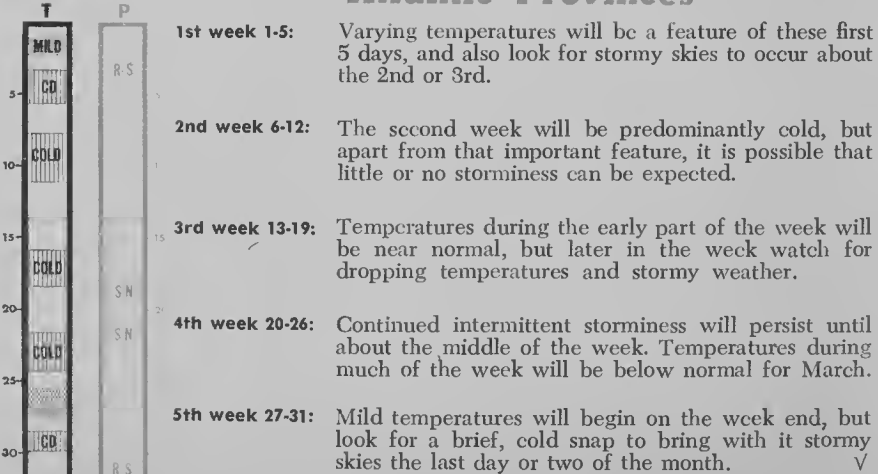 Atlantic Provinces
T P
MILD
R-S
CD
5-
5
1st week 1-5: Varying temperatures will be a feature of these first
5 days, and also look for stormy skies to occur about
the 2nd or 3rd.
COLD
10-
2nd week 6-12: The second week will be predominantly cold, but
apart from that important feature, it is possible that
little or no storminess can be expected.
15-
15
COLD
SN
20-
3rd week 13-19: Temperatures during the early part of the week will
be near normal, but later in the week watch for
dropping temperatures and stormy weather.
SN
COLD
25-
4th week 20-26: Continued intermittent storminess will persist until
about the middle of the week. Temperatures during
much of the week will be below normal for March.
CD
30-
RS
5th week 27-31: Mild temperatures will begin on the week end, but
look for a brief, cold snap to bring with it stormy
skies the last day or two of the month. V